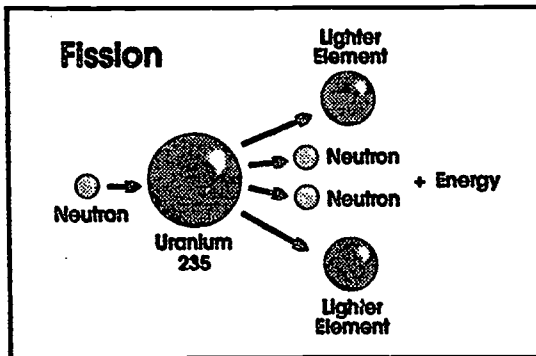 Fission
Lighter
Element
Neutron
Neutron
+ Energy
Neutron
Uranium
235
Lighter
Element